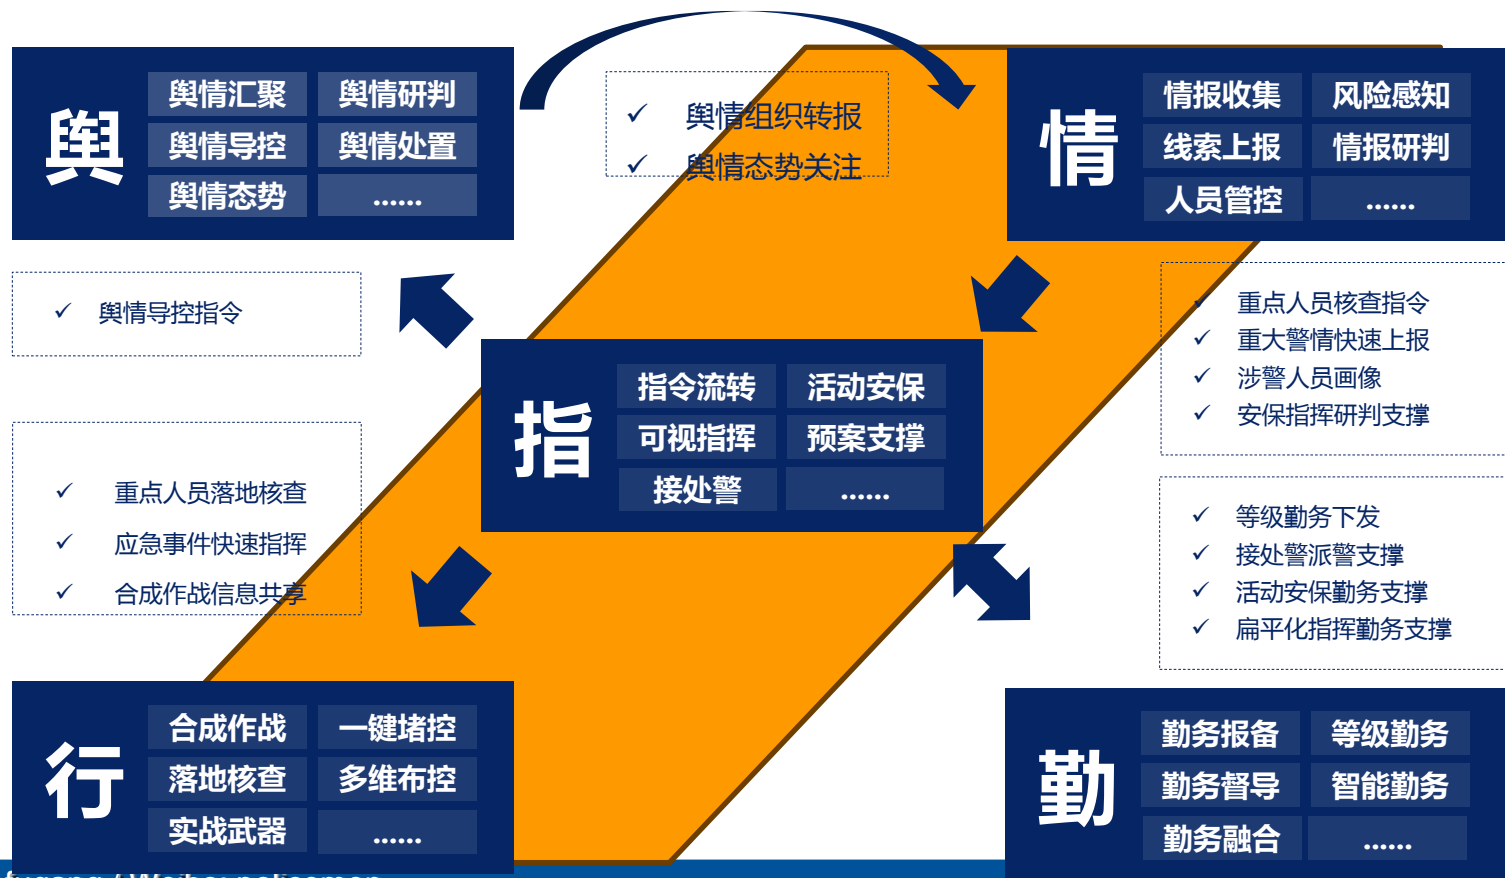 舆
舆情汇聚 舆情研判
舆情导控 舆情处置
舆情态势 ......
✓ 舆情组织转报
✓ 舆情态势关注
情
情报收集 风险感知
线索上报 情报研判
人员管控 ......
✓ 舆情导控指令
✓ 重点人员核查指令
✓ 重大警情快速上报
✓ 涉警人员画像
✓ 安保指挥研判支撑
指
指令流转 活动安保
可视指挥 预案支撑
接处警 ......
✓ 重点人员落地核查
✓ 应急事件快速指挥
✓ 合成作战信息共享
✓ 等级勤务下发
✓ 接处警派警支撑
✓ 活动安保勤务支撑
✓ 扁平化指挥勤务支撑
行
合成作战 一键堵控
落地核查 多维布控
实战武器 ......
勤
勤务报备 等级勤务
勤务督导 智能勤务
勤务融合 ......